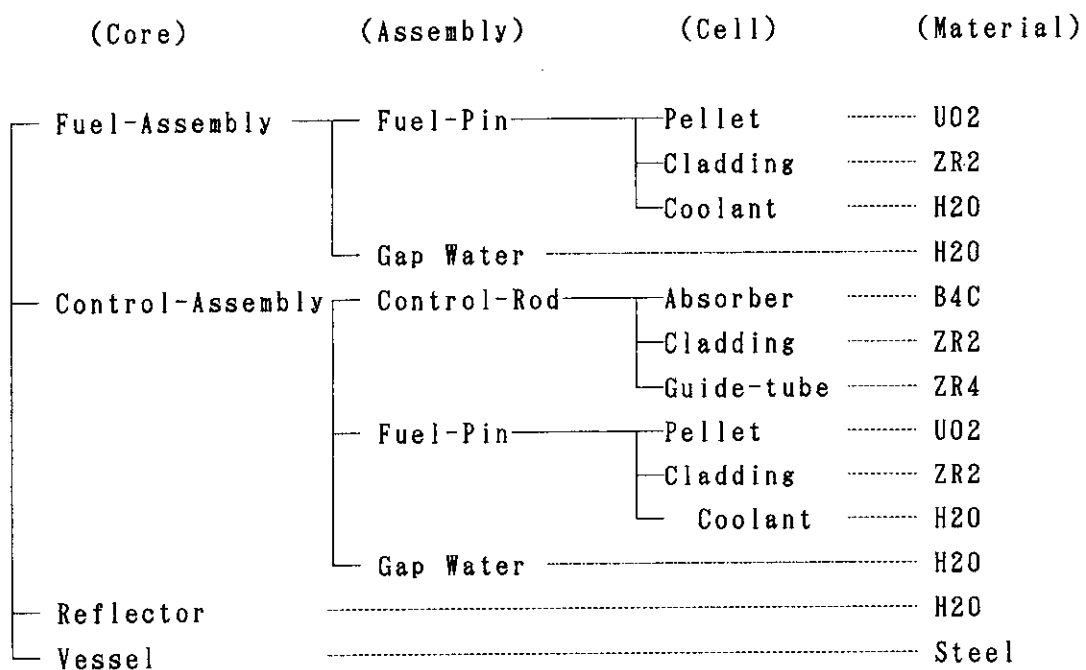 (Core) (Assembly) (Cell) (Material)
Fuel-Assembly Fuel-Pin Pellet UO2
Cladding ZR2
Coolant H2O
Gap Water H2O
Control-Assembly Control-Rod Absorber B4C
Cladding ZR2
Guide-tube ZR4
Fuel-Pin Pellet UO2
Cladding ZR2
Coolant H2O
Gap Water H2O
Reflector H2O
Vessel Steel